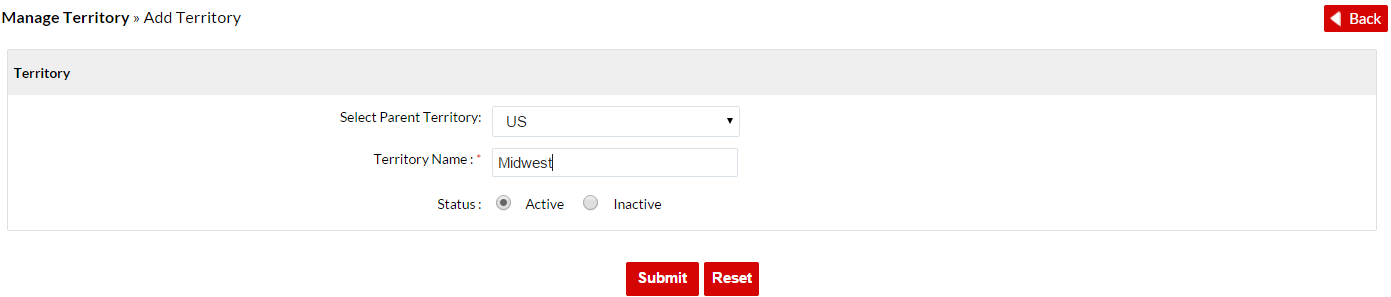 Manage Territory » Add Territory
Back
Territory
Select Parent Territory: US
Territory Name : * Midwest
Status : Active Inactive
Submit Reset